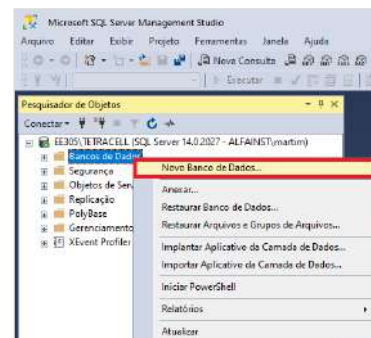 Microsoft SQL Server Management Studio
Arquivo Editar Exibir Projeto Ferramentas Janela Ajuda
Nova Consulta
Executar
Pesquisador de Objetos
Conectar
EE305\TETRACELL (SQL Server 14.0.2027 - ALFAINST\martim)
Bancos de Dados
Novo Banco de Dados...
Segurança
Objetos de Ser
Anexar...
Replicação
Restaurar Banco de Dados...
PolyBase
Restaurar Arquivos e Grupos de Arquivos...
Gerenciamento
Implantar Aplicativo da Camada de Dados...
XEvent Profiler
Importar Aplicativo da Camada de Dados...
Iniciar PowerShell
Relatórios
Atualizar